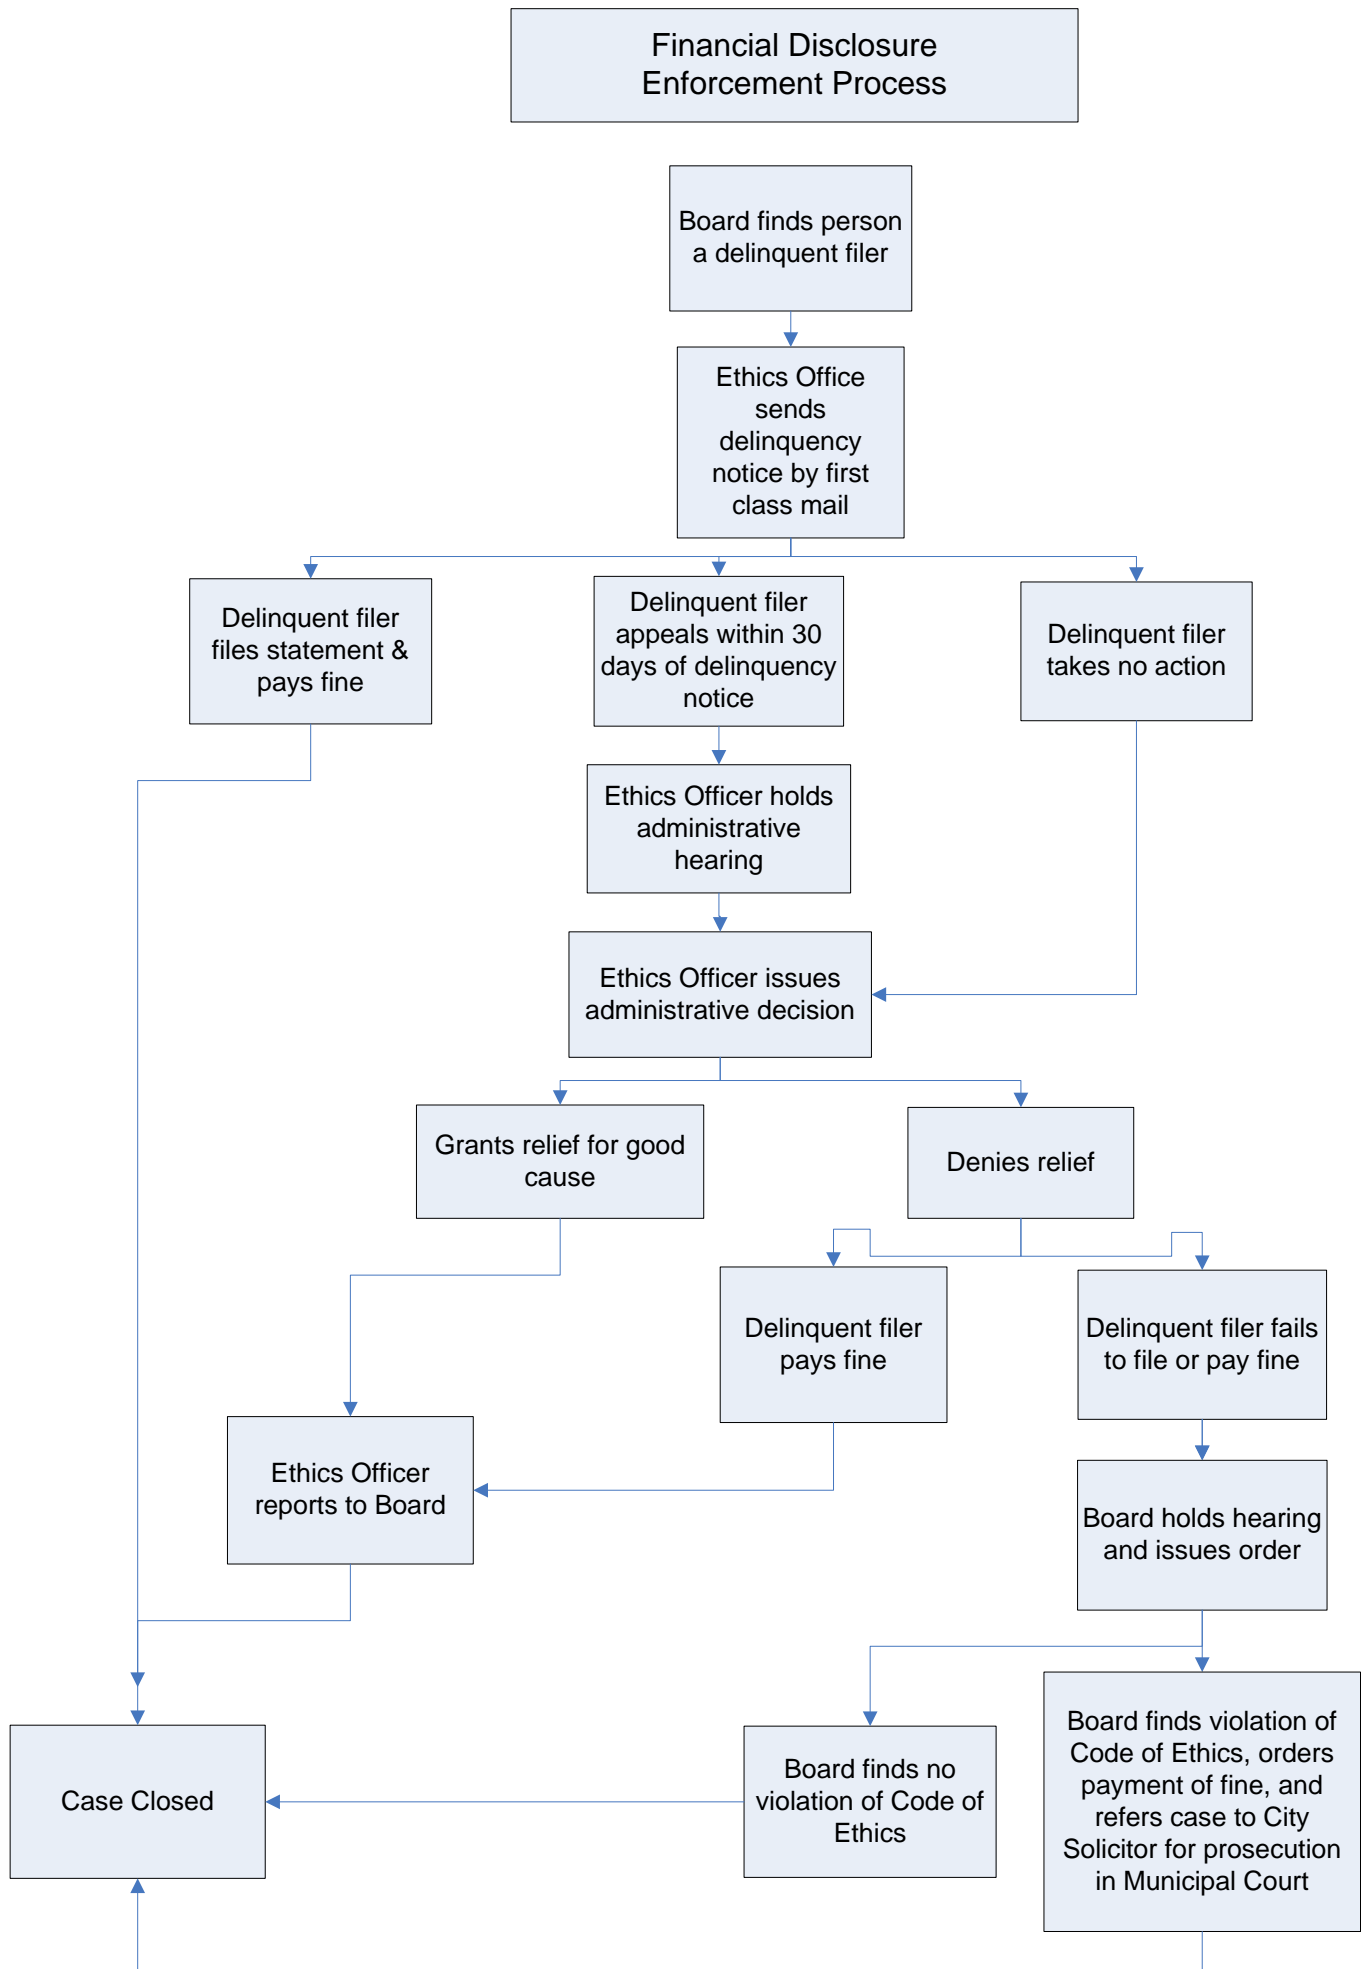 Financial Disclosure
Enforcement Process
Board finds person
a delinquent filer
Ethics Office
sends
delinquency
notice by first
class mail
Delinquent filer
files statement &
pays fine
Delinquent filer
appeals within 30
days of delinquency
notice
Delinquent filer
takes no action
Ethics Officer holds
administrative
hearing
Ethics Officer issues
administrative decision
Grants relief for good
cause
Denies relief
Delinquent filer
pays fine
Delinquent filer fails
to file or pay fine
Ethics Officer
reports to Board
Board holds hearing
and issues order
Case Closed
Board finds no
violation of Code of
Ethics
Board finds violation of
Code of Ethics, orders
payment of fine, and
refers case to City
Solicitor for prosecution
in Municipal Court